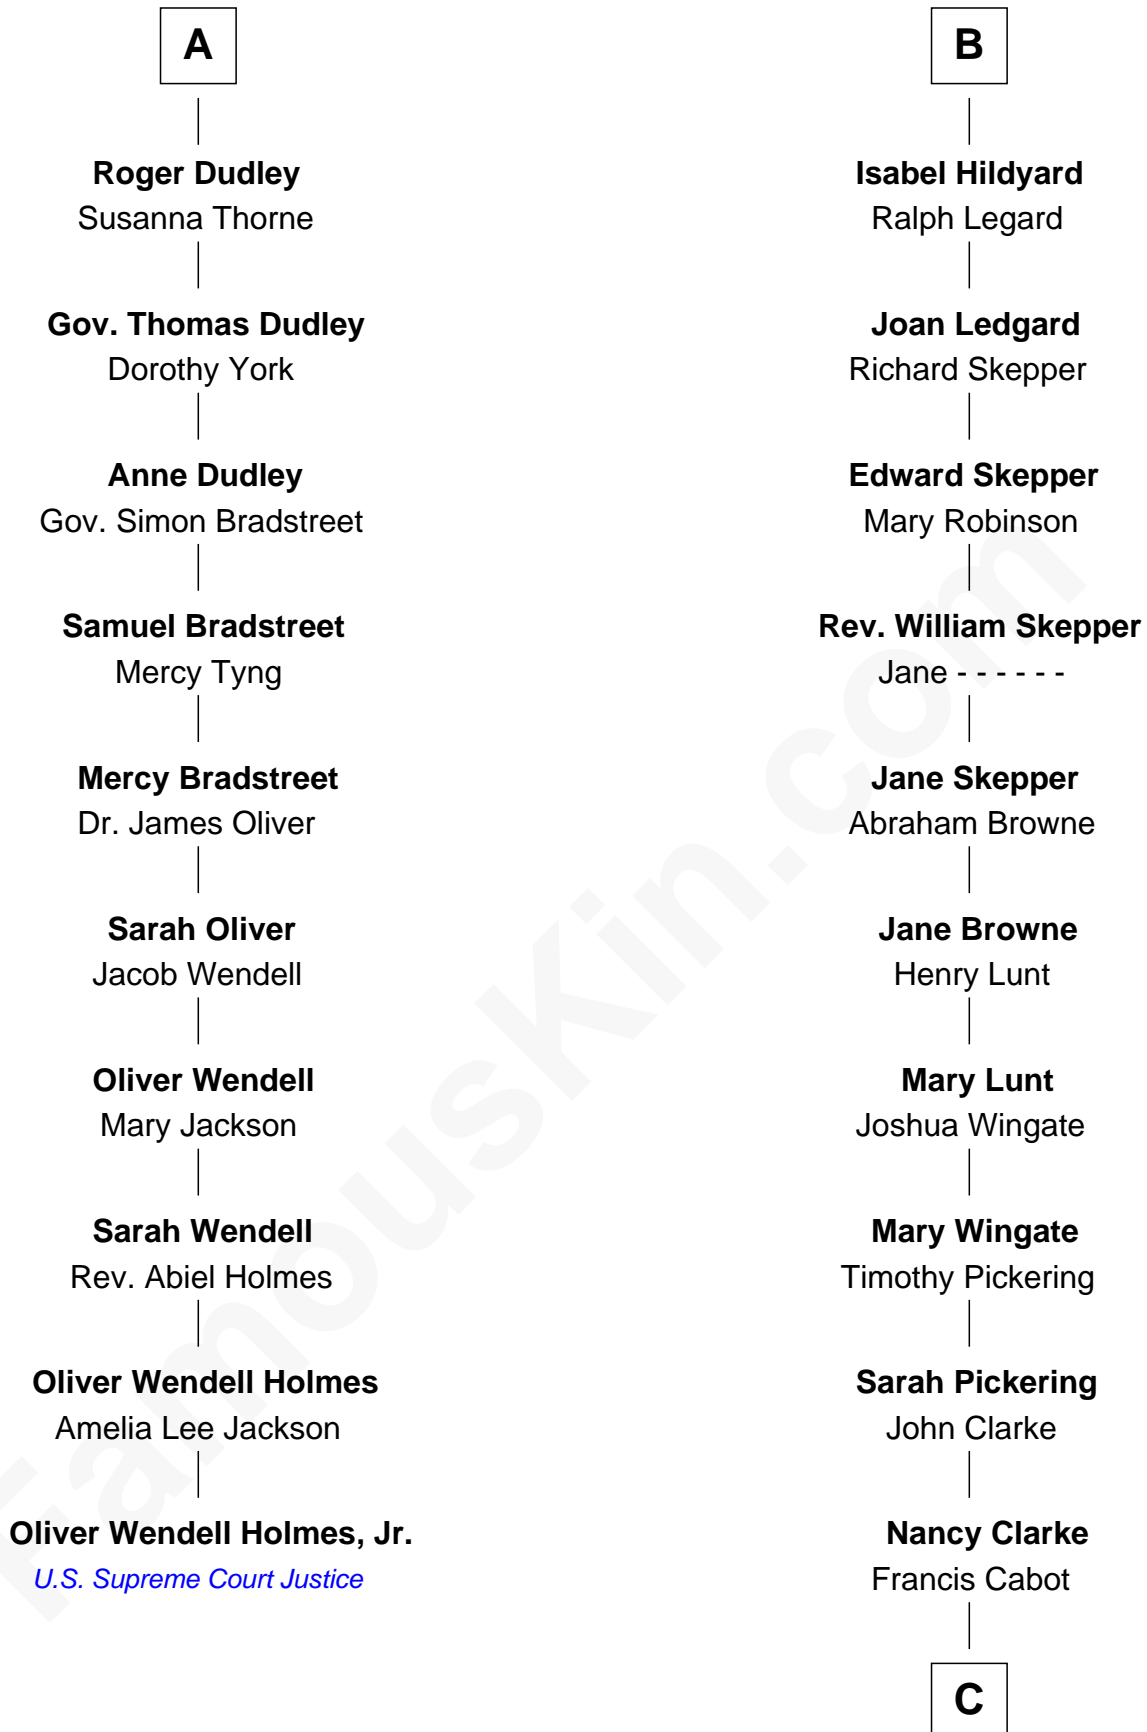 A
Roger Dudley
Susanna Thorne
Gov. Thomas Dudley
Dorothy York
Anne Dudley
Gov. Simon Bradstreet
Samuel Bradstreet
Mercy Tyng
Mercy Bradstreet
Dr. James Oliver
Sarah Oliver
Jacob Wendell
Oliver Wendell
Mary Jackson
Sarah Wendell
Rev. Abiel Holmes
Oliver Wendell Holmes
Amelia Lee Jackson
Oliver Wendell Holmes, Jr.
U.S. Supreme Court Justice
B
Isabel Hildyard
Ralph Legard
Joan Ledgard
Richard Skepper
Edward Skepper
Mary Robinson
Rev. William Skepper
Jane - - - - - -
Jane Skepper
Abraham Browne
Jane Browne
Henry Lunt
Mary Lunt
Joshua Wingate
Mary Wingate
Timothy Pickering
Sarah Pickering
John Clarke
Nancy Clarke
Francis Cabot
C
FamousKin.com